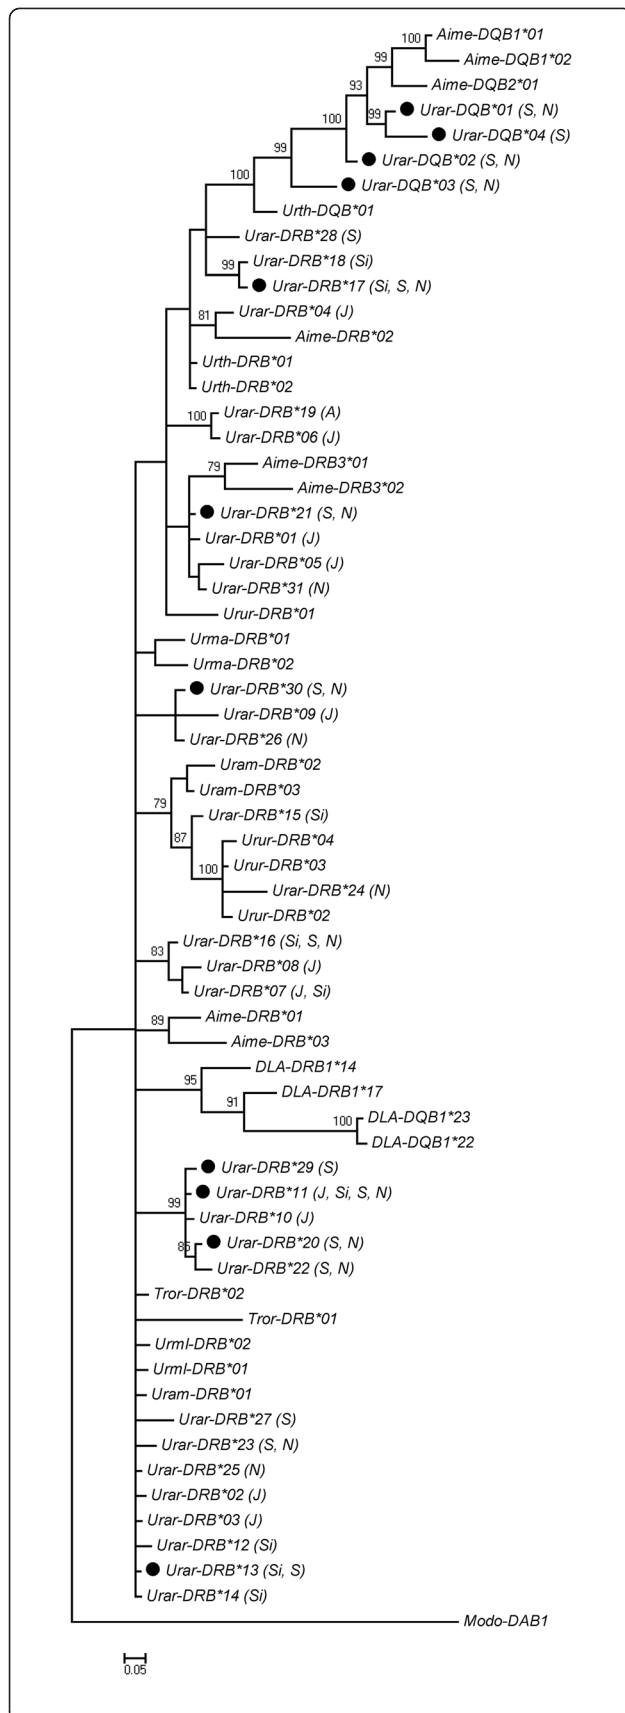 100 Aime-DQB1*01
Aime-DQB1*02
99
Aime-DQB2*01
93
99 Urar-DQB*01 (S, N)
100
Urar-DQB*04 (S)
99 Urar-DQB*02 (S, N)
100 Urar-DQB*03 (S, N)
Urth-DQB*01
Urar-DRB*28 (S)
99 Urar-DRB*18 (Si)
Urar-DRB*17 (Si, S, N)
81 Urar-DRB*04 (J)
Aime-DRB*02
Urth-DRB*01
Urth-DRB*02
100 Urar-DRB*19 (A)
Urar-DRB*06 (J)
79 Aime-DRB3*01
Aime-DRB3*02
Urar-DRB*21 (S, N)
Urar-DRB*01 (J)
Urar-DRB*05 (J)
Urar-DRB*31 (N)
Urur-DRB*01
Urma-DRB*01
Urma-DRB*02
Urar-DRB*30 (S, N)
Urar-DRB*09 (J)
Urar-DRB*26 (N)
Uram-DRB*02
Uram-DRB*03
79
Urar-DRB*15 (Si)
87 Urur-DRB*04
Urur-DRB*03
100
Urar-DRB*24 (N)
Urur-DRB*02
Urar-DRB*16 (Si, S, N)
83
Urar-DRB*08 (J)
Urar-DRB*07 (J, Si)
89 Aime-DRB*01
Aime-DRB*03
DLA-DRB1*14
95
DLA-DRB1*17
91
100 DLA-DQB1*23
DLA-DQB1*22
Urar-DRB*29 (S)
Urar-DRB*11 (J, Si, S, N)
99
Urar-DRB*10 (J)
85 Urar-DRB*20 (S, N)
Urar-DRB*22 (S, N)
Tror-DRB*02
Tror-DRB*01
Urml-DRB*02
Urml-DRB*01
Uram-DRB*01
Urar-DRB*27 (S)
Urar-DRB*23 (S, N)
Urar-DRB*25 (N)
Urar-DRB*02 (J)
Urar-DRB*03 (J)
Urar-DRB*12 (Si)
Urar-DRB*13 (Si, S)
Urar-DRB*14 (Si)
Modo-DAB1
0.05